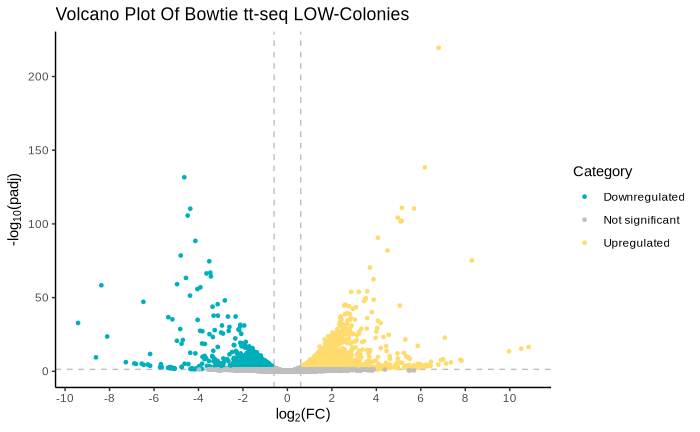 Volcano Plot Of Bowtie tt-seq LOW-Colonies
-log10(padj)
200
150
100
50
0
-10 -8 -6 -4 -2 0 2 4 6 8 10
log2(FC)
Category
Downregulated
Not significant
Upregulated